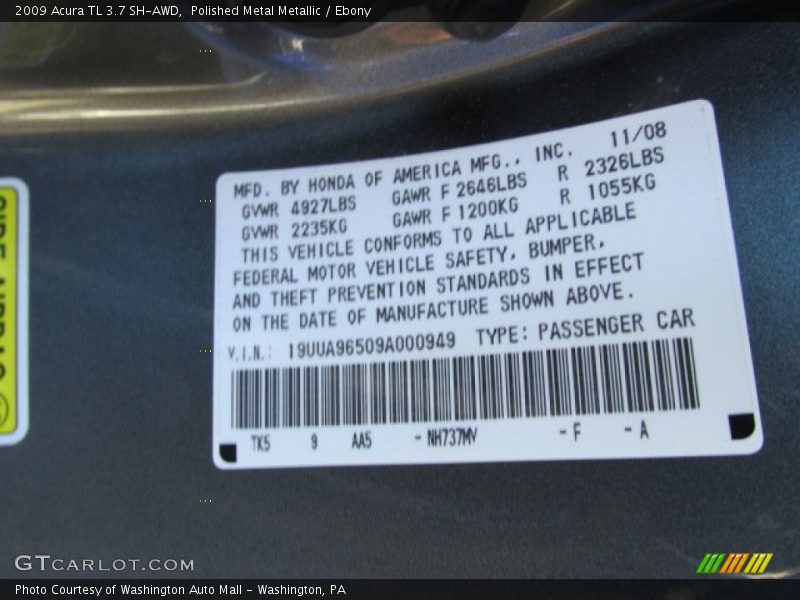 2009 Acura TL 3.7 SH-AWD,  Polished Metal Metallic / Ebony
MFD. BY HONDA OF AMERICA MFG., INC. 11/08
GVWR 4927LBS GAWR F 2646LBS R 2326LBS
GVWR 2235KG GAWR F 1200KG R 1055KG
THIS VEHICLE CONFORMS TO ALL APPLICABLE
FEDERAL MOTOR VEHICLE SAFETY, BUMPER,
AND THEFT PREVENTION STANDARDS IN EFFECT
ON THE DATE OF MANUFACTURE SHOWN ABOVE.
V.I.N.: 19UUA96509A000949 TYPE: PASSENGER CAR
TK5 9 AA5 -NH737MV -F -A
SIDE AIRBAG
GTCARLOT.COM
Photo Courtesy of Washington Auto Mall - Washington, PA